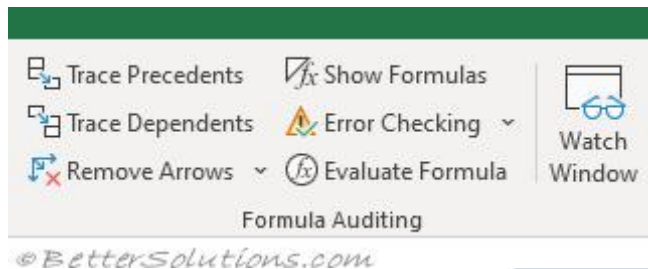 Trace Precedents Show Formulas
Trace Dependents Error Checking
Remove Arrows Evaluate Formula
Watch
Window
Formula Auditing
©BetterSolutions.com